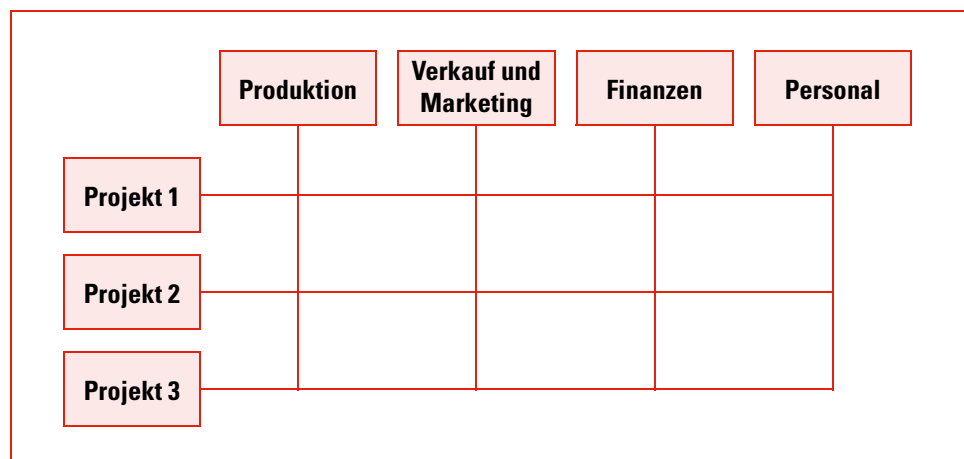 Produktion
Verkauf und
Marketing
Finanzen
Personal
Projekt 1
Projekt 2
Projekt 3